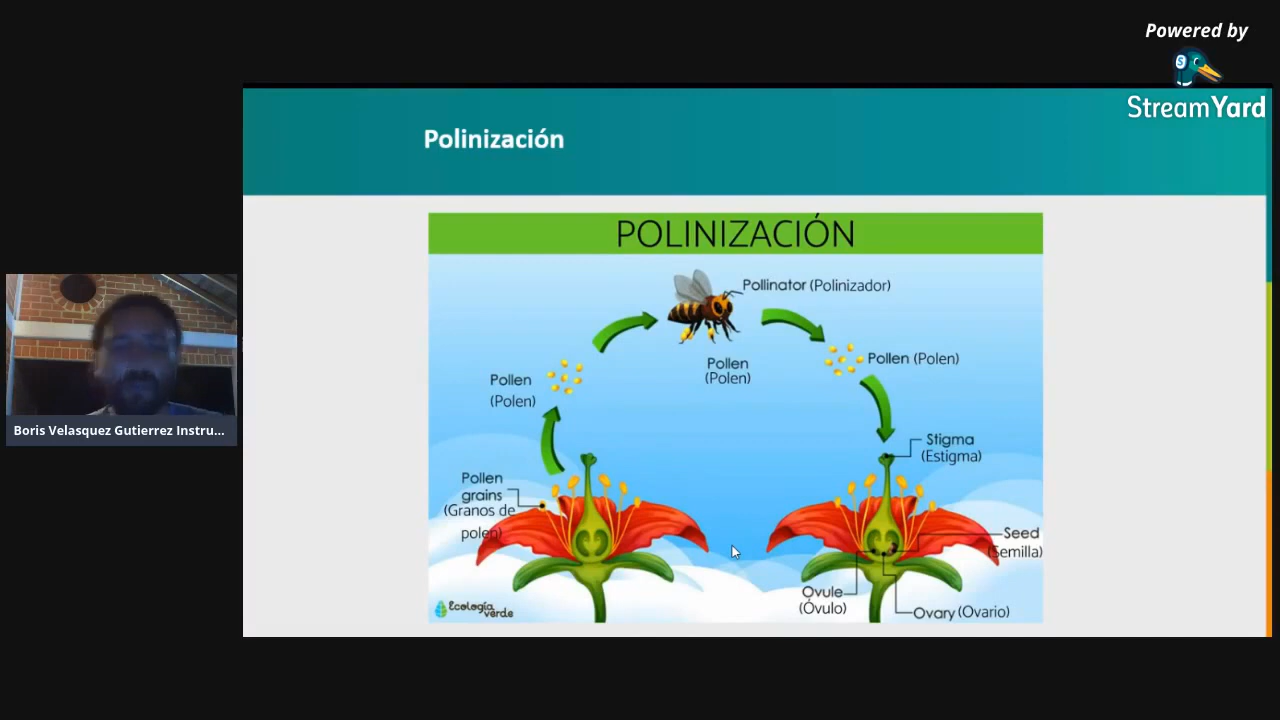 Powered by
StreamYard
Polinización
POLINIZACIÓN
Pollinator (Polinizador)
Pollen
(Polen)
Pollen (Polen)
Pollen
(Polen)
Stigma
(Estigma)
Pollen
grains
(Granos de
polen)
Seed
(Semilla)
Ovule
(Óvulo)
Ovary (Ovario)
Ecología
verde
Boris Velasquez Gutierrez Instru...